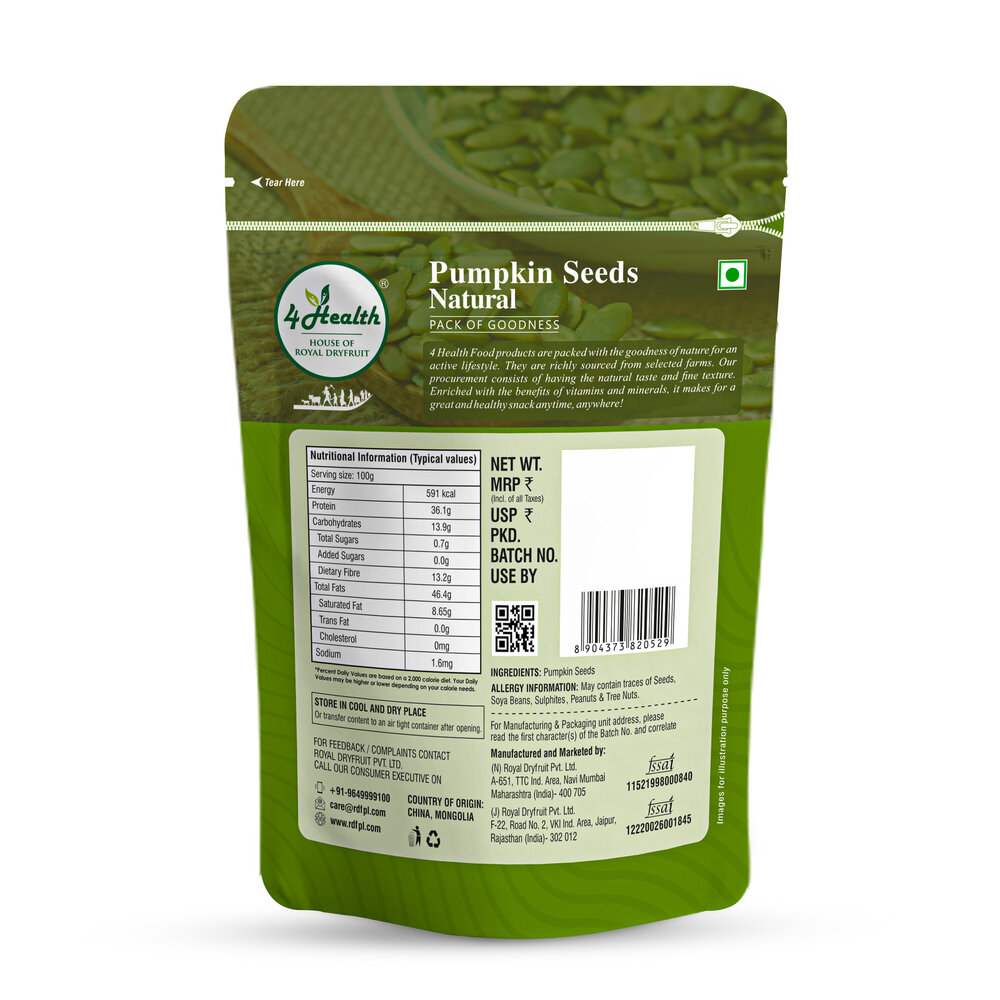 Tear Here
4 Health
®
HOUSE OF
ROYAL DRYFRUIT
Pumpkin Seeds
Natural
PACK OF GOODNESS
4 Health Food products are packed with the goodness of nature for an
active lifestyle. They are richly sourced from selected farms. Our
procurement consists of having the natural taste and fine texture.
Enriched with the benefits of vitamins and minerals, it makes for a
great and healthy snack anytime, anywhere!
Nutritional Information (Typical values)
Serving size: 100g
Energy 591 kcal
Protein 36.1g
Carbohydrates 13.9g
Total Sugars 0.7g
Added Sugars 0.0g
Dietary Fibre 13.2g
Total Fats 46.4g
Saturated Fat 8.65g
Trans Fat 0.0g
Cholesterol 0mg
Sodium 1.6mg
*Percent Daily Values are based on a 2,000 calorie diet. Your Daily
Values may be higher or lower depending on your calorie needs.
STORE IN COOL AND DRY PLACE
Or transfer content to an air tight container after opening.
FOR FEEDBACK / COMPLAINTS CONTACT
ROYAL DRYFRUIT PVT. LTD.
CALL OUR CONSUMER EXECUTIVE ON
+91-9649999100
care@rdfpl.com
www.rdfpl.com
COUNTRY OF ORIGIN:
CHINA, MONGOLIA
NET WT.
MRP ₹
(Incl. of all Taxes)
USP ₹
PKD.
BATCH NO.
USE BY
8 904373 820529
INGREDIENTS: Pumpkin Seeds
ALLERGY INFORMATION: May contain traces of Seeds,
Soya Beans, Sulphites, Peanuts & Tree Nuts.
For Manufacturing & Packaging unit address, please
read the first character(s) of the Batch No. and correlate
Manufactured and Marketed by:
(N) Royal Dryfruit Pvt. Ltd.
A-651, TTC Ind. Area, Navi Mumbai
Maharashtra (India)- 400 705
fssai
11521998000840
(J) Royal Dryfruit Pvt. Ltd.
F-22, Road No. 2, VKI Ind. Area, Jaipur,
Rajasthan (India)- 302 012
fssai
12220026001845
Images for illustration purpose only